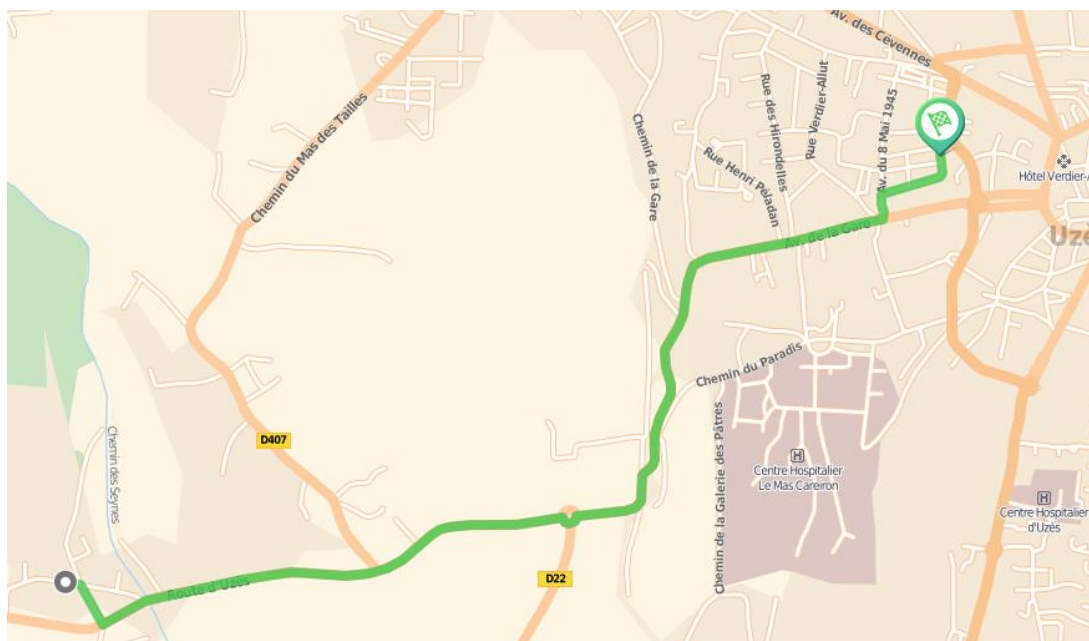 Av. des Cévennes
Chemin du Mas des Tailles
Chemin de la Gare
Rue des Hirondelles
Rue Verdier-Allut
Av. du 8 Mai 1945
Rue Henri Péladan
Hôtel Verdier-A
Av. de la Gare
Uzè
Chemin du Paradis
D407
Chemin des Seynes
Chemin de la Galerie des Pâtres
H
Centre Hospitalier
Le Mas Careiron
H
Centre Hospitalier
d'Uzès
D22
Route d'Uzès